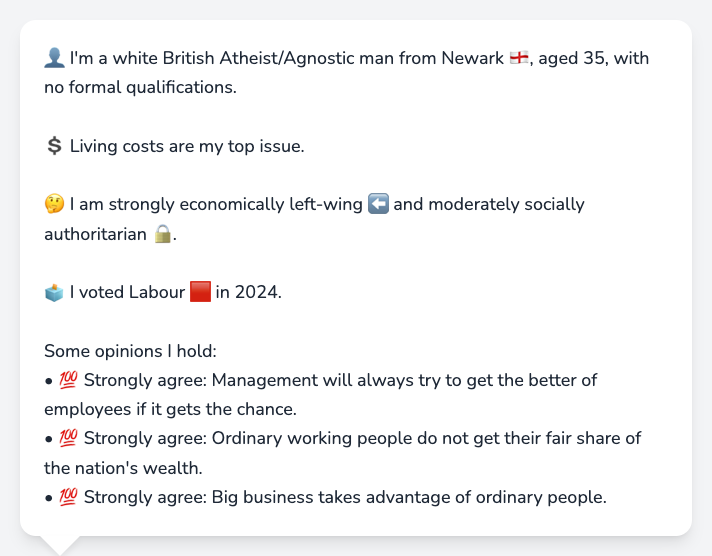 👤 I'm a white British Atheist/Agnostic man from Newark 🏴󠁧󠁢󠁥󠁮󠁧󠁿, aged 35, with
no formal qualifications.
💲 Living costs are my top issue.
🤔 I am strongly economically left-wing ⬅️ and moderately socially
authoritarian 🔒.
🗳️ I voted Labour 🟥 in 2024.
Some opinions I hold:
• 💯 Strongly agree: Management will always try to get the better of
employees if it gets the chance.
• 💯 Strongly agree: Ordinary working people do not get their fair share of
the nation's wealth.
• 💯 Strongly agree: Big business takes advantage of ordinary people.